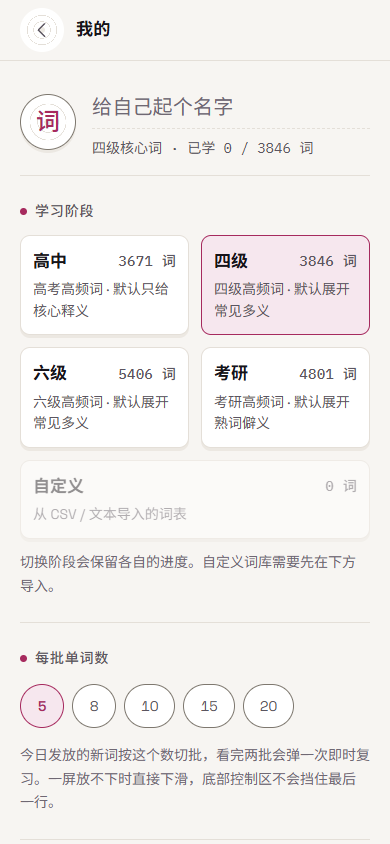 我的
词
给自己起个名字
四级核心词 · 已学 0 / 3846 词
学习阶段
高中 3671 词
高考高频词·默认只给
核心释义
四级 3846 词
四级高频词·默认展开
常见多义
六级 5406 词
六级高频词·默认展开
常见多义
考研 4801 词
考研高频词·默认展开
熟词僻义
自定义 0 词
从 CSV / 文本导入的词表
切换阶段会保留各自的进度。自定义词库需要先在下方
导入。
每批单词数
5 8 10 15 20
今日发放的新词按这个数切批，看完两批会弹一次即时复
习。一屏放不下时直接下滑，底部控制区不会挡住最后
一行。